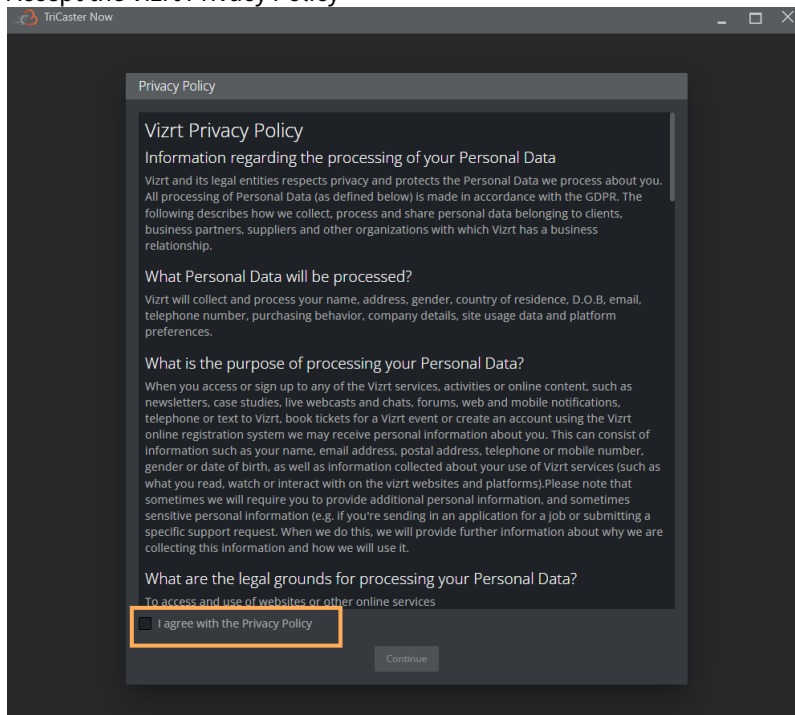 Accept the Vizrt Privacy Policy
TriCaster Now
Privacy Policy
Vizrt Privacy Policy
Information regarding the processing of your Personal Data
Vizrt and its legal entities respects privacy and protects the Personal Data we process about you.
All processing of Personal Data (as defined below) is made in accordance with the GDPR. The
following describes how we collect, process and share personal data belonging to clients,
business partners, suppliers and other organizations with which Vizrt has a business
relationship.
What Personal Data will be processed?
Vizrt will collect and process your name, address, gender, country of residence, D.O.B, email,
telephone number, purchasing behavior, company details, site usage data and platform
preferences.
What is the purpose of processing your Personal Data?
When you access or sign up to any of the Vizrt services, activities or online content, such as
newsletters, case studies, live webcasts and chats, forums, web and mobile notifications,
telephone or text to Vizrt, book tickets for a Vizrt event or create an account using the Vizrt
online registration system we may receive personal information about you. This can consist of
information such as your name, email address, postal address, telephone or mobile number,
gender or date of birth, as well as information collected about your use of Vizrt services (such as
what you read, watch or interact with on the vizrt websites and platforms).Please note that
sometimes we will require you to provide additional personal information, and sometimes
sensitive personal information (e.g. if you're sending in an application for a job or submitting a
specific support request. When we do this, we will provide further information about why we are
collecting this information and how we will use it.
What are the legal grounds for processing your Personal Data?
To access and use of websites or other online services
I agree with the Privacy Policy
Continue